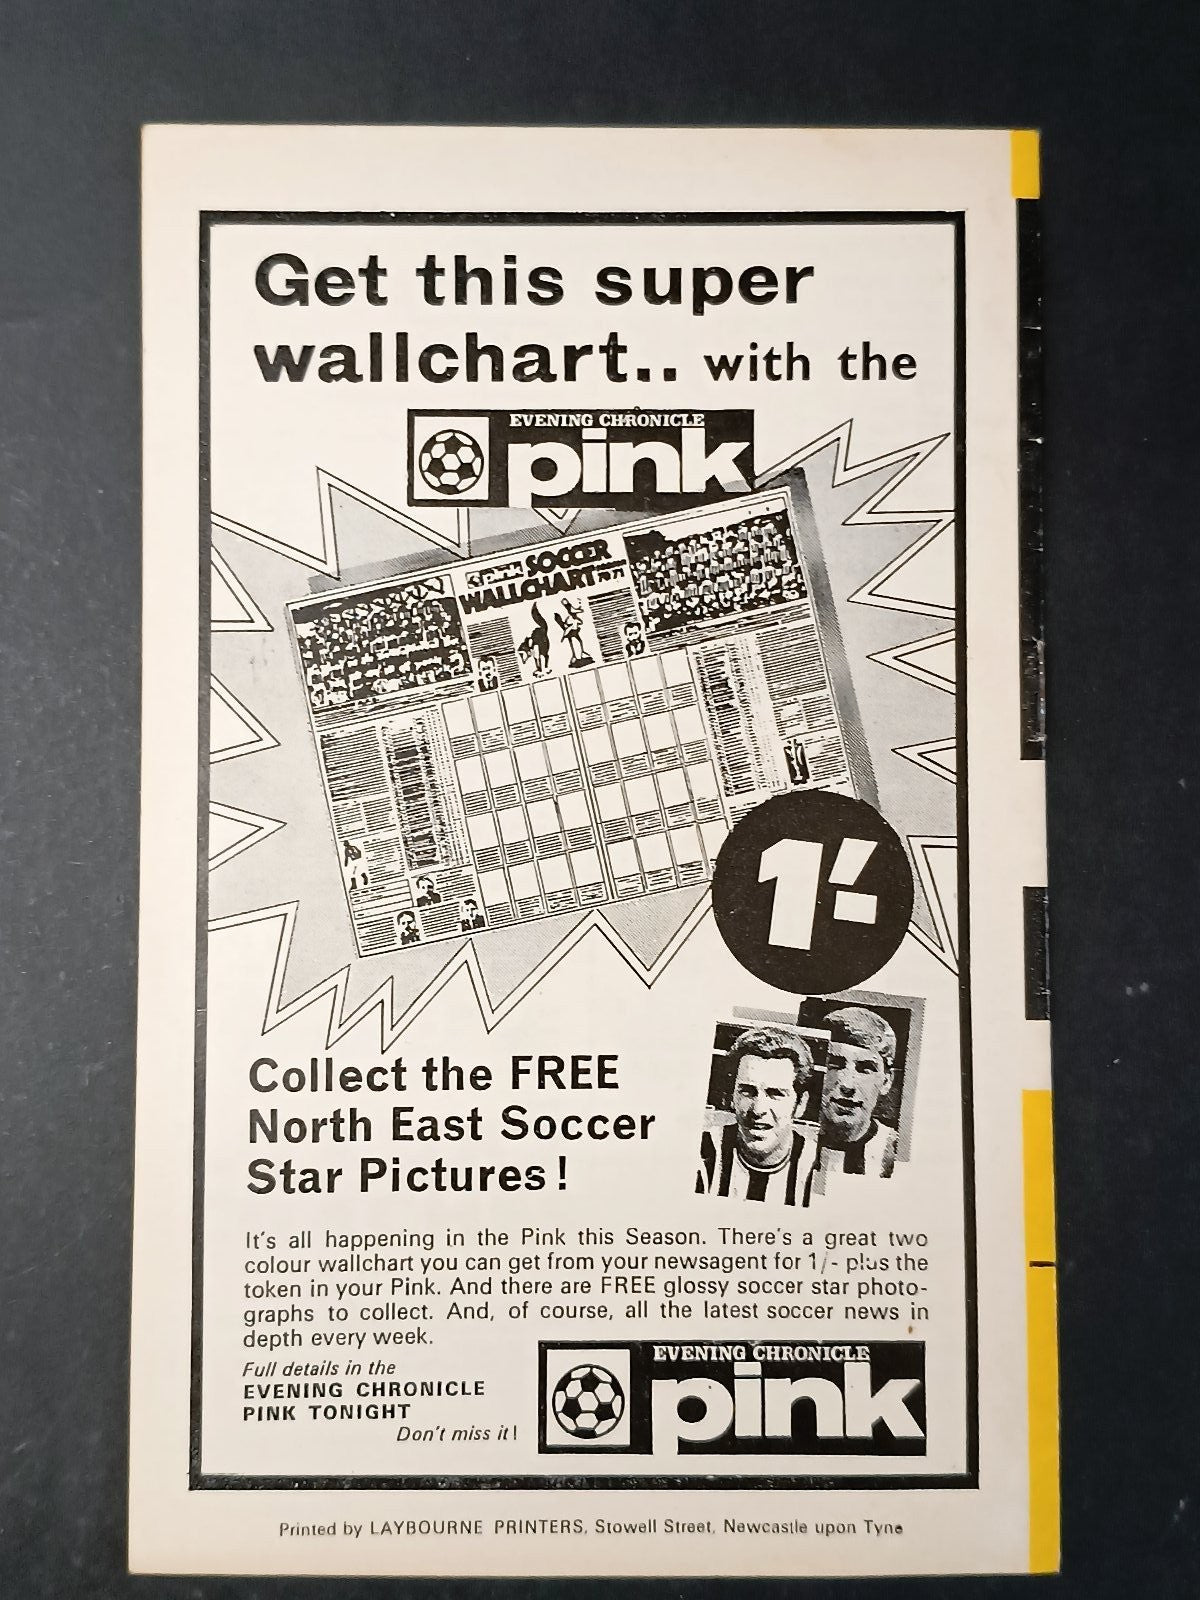 Get this super
wallchart.. with the
EVENING CHRONICLE
pink
pink SOCCER
WALLCHART
1/-
Collect the FREE
North East Soccer
Star Pictures!
It's all happening in the Pink this Season. There's a great two
colour wallchart you can get from your newsagent for 1/- plus the
token in your Pink. And there are FREE glossy soccer star photo-
graphs to collect. And, of course, all the latest soccer news in
depth every week.
Full details in the
EVENING CHRONICLE
PINK TONIGHT
Don't miss it!
EVENING CHRONICLE
pink
Printed by LAYBOURNE PRINTERS, Stowell Street, Newcastle upon Tyne